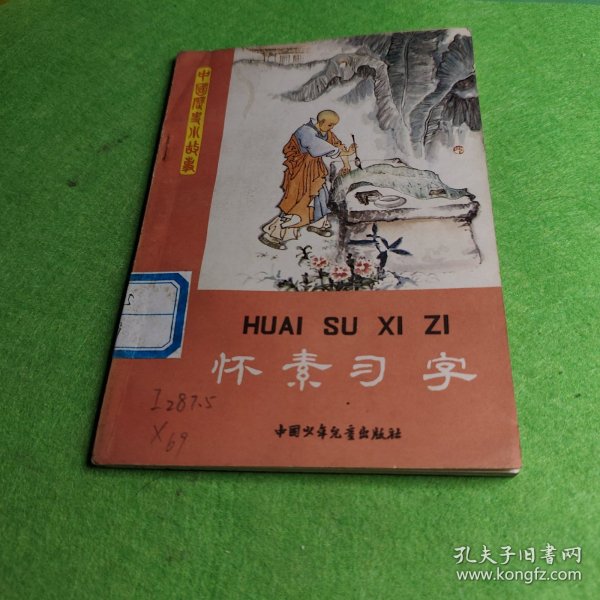 中國歷史小故事
HUAI SU XI ZI
怀素习字
I287.5
X69
中国少年儿童出版社
孔夫子旧书网
www.kongfz.com